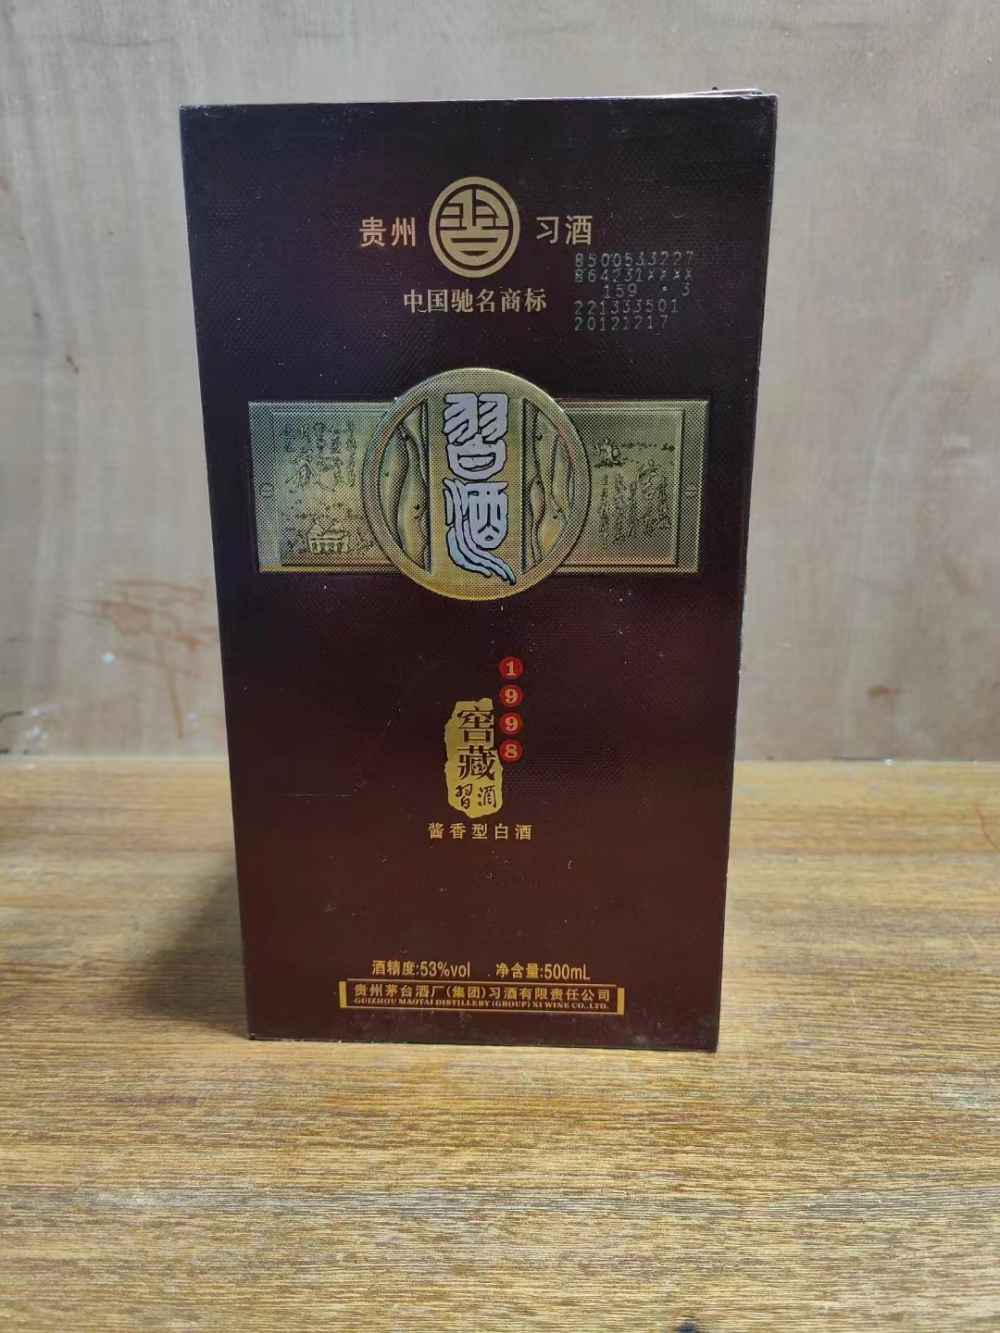 贵州 習 习酒
中国驰名商标
8500533227
864231××××
159 · 3
221333501
20121217
習酒
1998
窖藏
習酒
酱香型白酒
酒精度:53%vol 净含量:500mL
贵州茅台酒厂(集团)习酒有限责任公司
GUIZHOU MAOTAI DISTILLERY (GROUP) XI WINE CO., LTD.